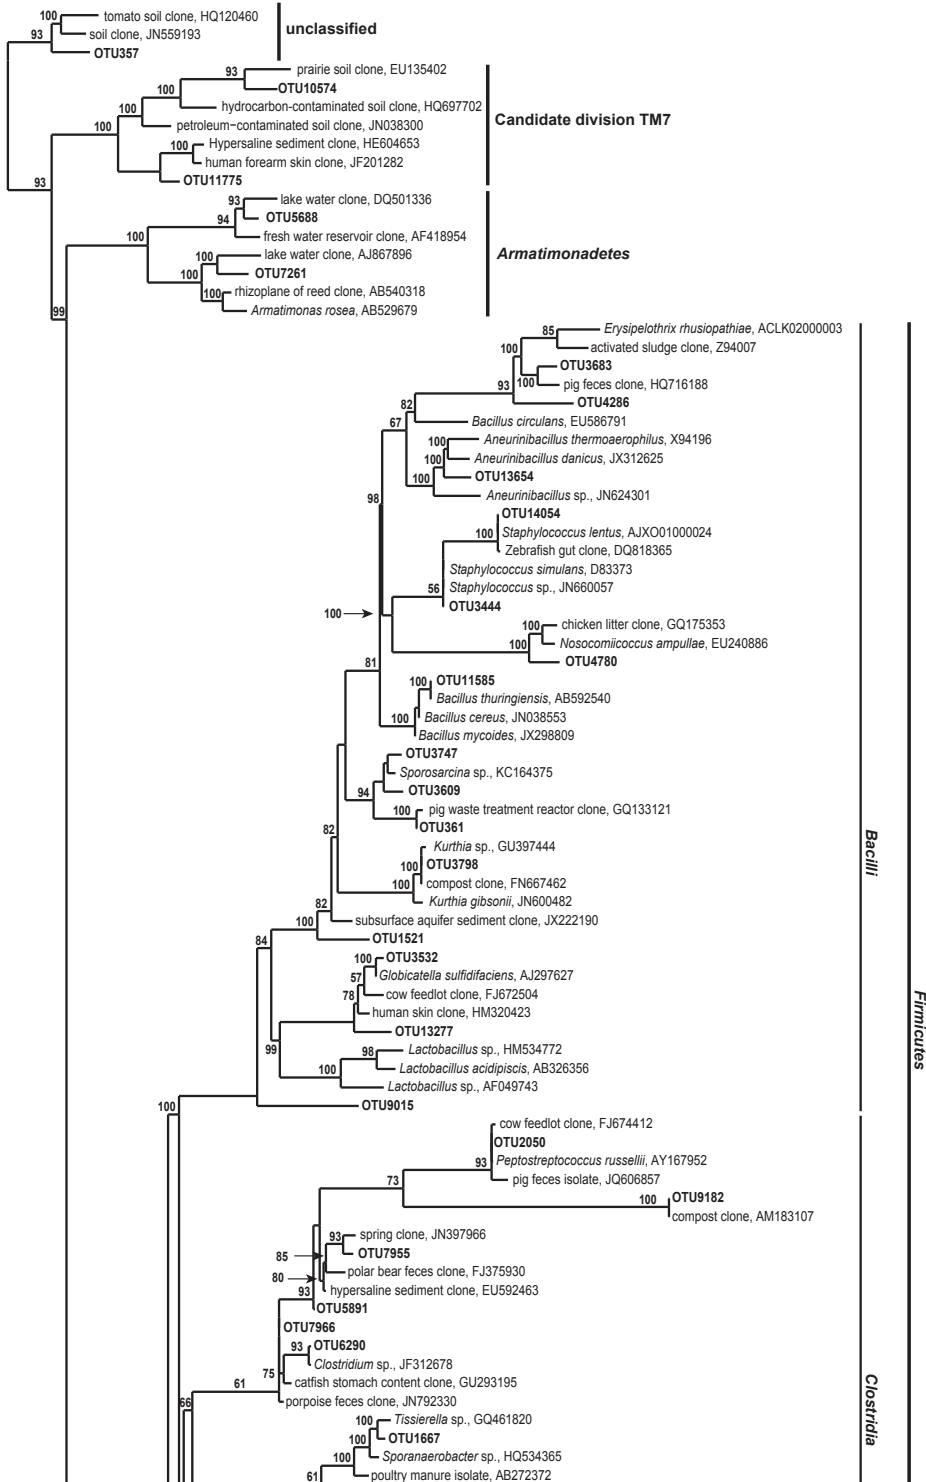 100 tomato soil clone, HQ120460
93 soil clone, JN559193
OTU357
unclassified
93 prairie soil clone, EU135402
100 OTU10574
100 hydrocarbon-contaminated soil clone, HQ697702
100 petroleum−contaminated soil clone, JN038300
100 Hypersaline sediment clone, HE604653
human forearm skin clone, JF201282
93 OTU11775
Candidate division TM7
93 lake water clone, DQ501336
94 OTU5688
100 fresh water reservoir clone, AF418954
100 lake water clone, AJ867896
100 OTU7261
100 rhizoplane of reed clone, AB540318
99 Armatimonas rosea, AB529679
Armatimonadetes
85 Erysipelothrix rhusiopathiae, ACLK02000003
100 activated sludge clone, Z94007
OTU3683
93 100 pig feces clone, HQ716188
82 OTU4286
67 Bacillus circulans, EU586791
100 Aneurinibacillus thermoaerophilus, X94196
100 Aneurinibacillus danicus, JX312625
100 OTU13654
98 Aneurinibacillus sp., JN624301
OTU14054
100 Staphylococcus lentus, AJXO01000024
Zebrafish gut clone, DQ818365
Staphylococcus simulans, D83373
56 Staphylococcus sp., JN660057
100 OTU3444
100 chicken litter clone, GQ175353
100 Nosocomiicoccus ampullae, EU240886
81 OTU4780
100 OTU11585
Bacillus thuringiensis, AB592540
100 Bacillus cereus, JN038553
Bacillus mycoides, JX298809
OTU3747
Sporosarcina sp., KC164375
94 OTU3609
100 pig waste treatment reactor clone, GQ133121
82 OTU361
Kurthia sp., GU397444
100 OTU3798
100 compost clone, FN667462
82 Kurthia gibsonii, JN600482
100 subsurface aquifer sediment clone, JX222190
84 OTU1521
100 OTU3532
57 Globicatella sulfidifaciens, AJ297627
78 cow feedlot clone, FJ672504
human skin clone, HM320423
OTU13277
99 98 Lactobacillus sp., HM534772
100 Lactobacillus acidipiscis, AB326356
Lactobacillus sp., AF049743
100 OTU9015
Bacilli
Firmicutes
cow feedlot clone, FJ674412
OTU2050
93 Peptostreptococcus russellii, AY167952
73 pig feces isolate, JQ606857
100 OTU9182
compost clone, AM183107
93 spring clone, JN397966
85 OTU7955
80 polar bear feces clone, FJ375930
93 hypersaline sediment clone, EU592463
OTU5891
OTU7966
93 OTU6290
75 Clostridium sp., JF312678
61 catfish stomach content clone, GU293195
66 porpoise feces clone, JN792330
100 Tissierella sp., GQ461820
100 OTU1667
100 Sporanaerobacter sp., HQ534365
61 poultry manure isolate, AB272372
Clostridia